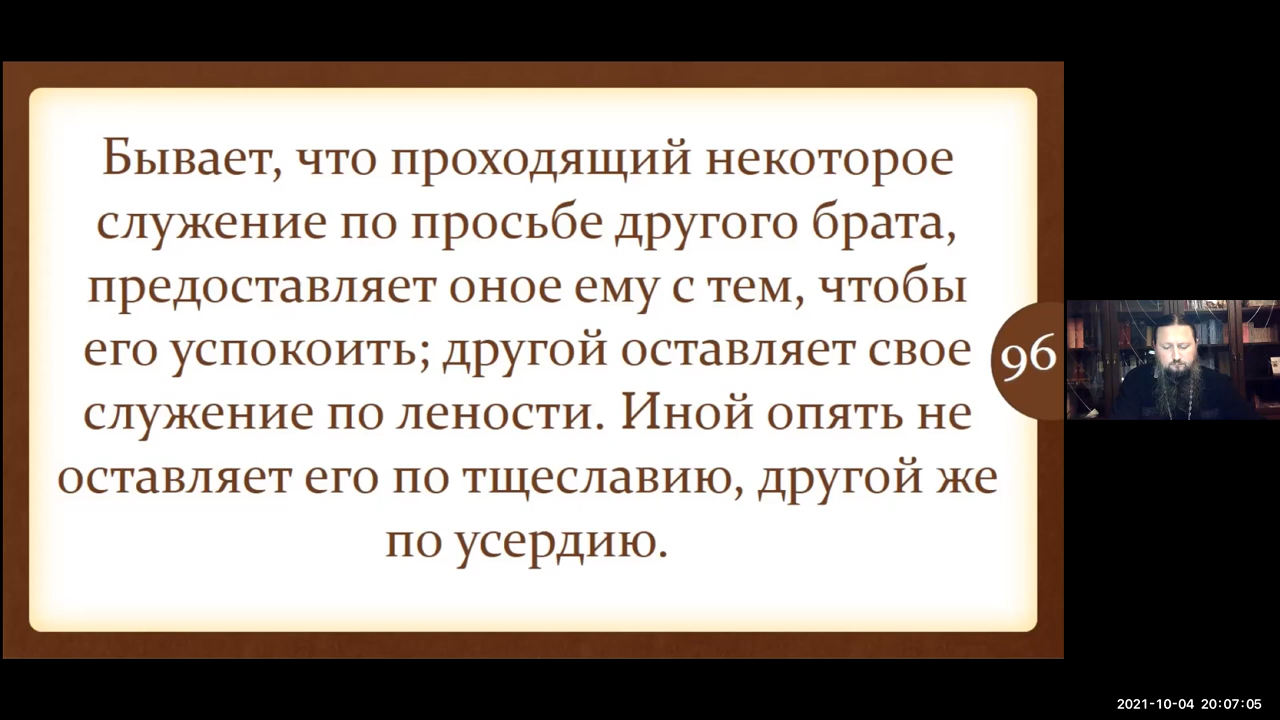 Бывает, что проходящий некоторое
служение по просьбе другого брата,
предоставляет оное ему с тем, чтобы
его успокоить; другой оставляет свое
служение по лености. Иной опять не
оставляет его по тщеславию, другой же
по усердию.
96
2021-10-04 20:07:05